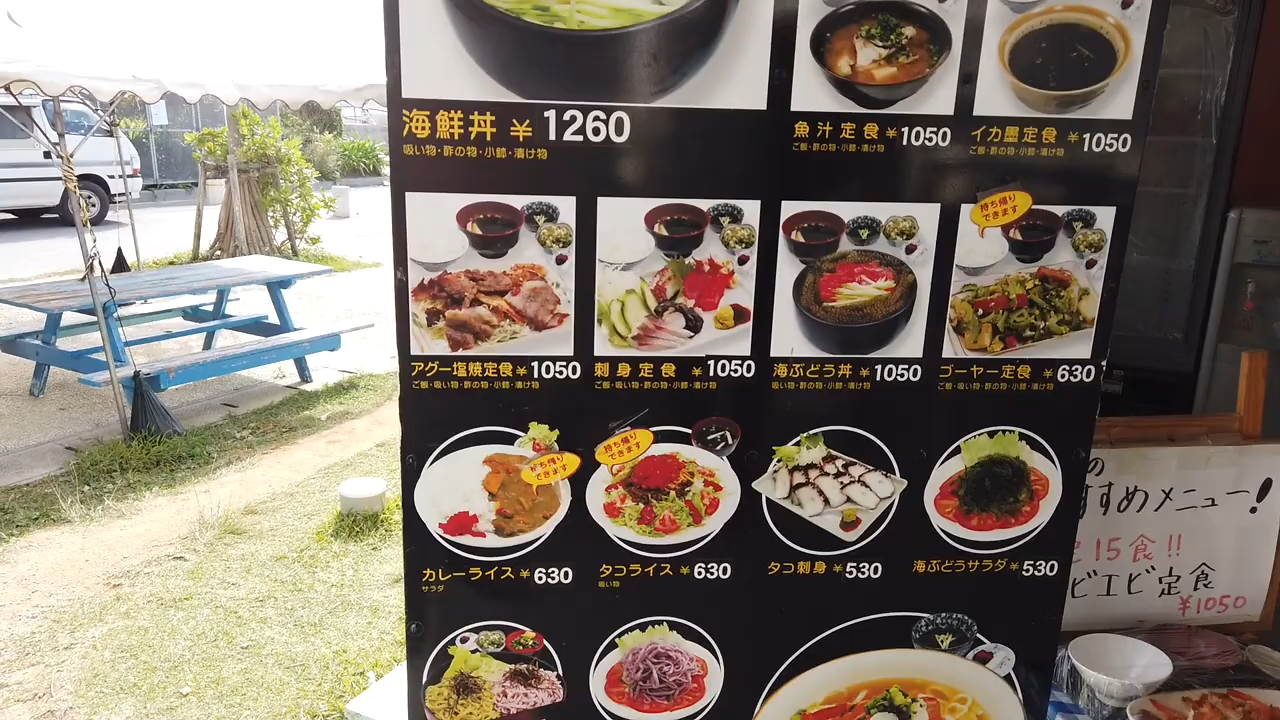 海鮮丼 ¥1260
吸い物・酢の物・小鉢・漬け物
魚汁定食 ¥1050
ご飯・酢の物・小鉢・漬け物
イカ墨定食 ¥1050
ご飯・酢の物・小鉢・漬け物
アグー塩焼定食 ¥1050
ご飯・吸い物・酢の物・小鉢・漬け物
刺身定食 ¥1050
ご飯・吸い物・酢の物・小鉢・漬け物
海ぶどう丼 ¥1050
吸い物・酢の物・小鉢・漬け物
持ち帰り
できます
ゴーヤー定食 ¥630
ご飯・吸い物・酢の物・小鉢・漬け物
持ち帰り
できます
カレーライス ¥630
サラダ
持ち帰り
できます
タコライス ¥630
吸い物
タコ刺身 ¥530
海ぶどうサラダ ¥530
の
すすめメニュー!
15食!!
ビエビ定食
¥1050